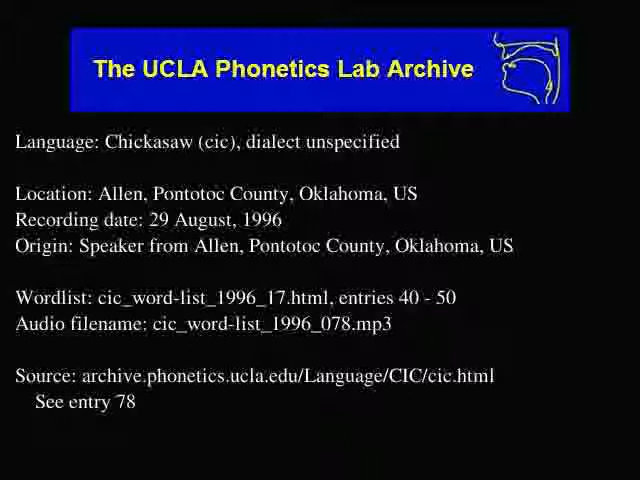 The UCLA Phonetics Lab Archive
Language: Chickasaw (cic), dialect unspecified
Location: Allen, Pontotoc County, Oklahoma, US
Recording date: 29 August, 1996
Origin: Speaker from Allen, Pontotoc County, Oklahoma, US
Wordlist: cic_word-list_1996_17.html, entries 40 - 50
Audio filename: cic_word-list_1996_078.mp3
Source: archive.phonetics.ucla.edu/Language/CIC/cic.html
See entry 78